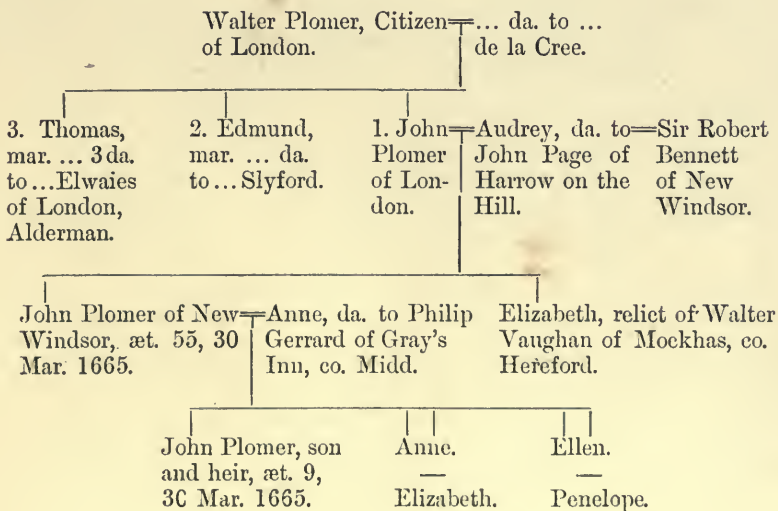 Walter Plomer, Citizen
of London.
... da. to ...
de la Cree.
3. Thomas,
mar. ... 3 da.
to ... Elwaies
of London,
Alderman.
2. Edmund,
mar. ... da.
to ... Slyford.
1. John
Plomer
of Lon-
don.
Audrey, da. to
John Page of
Harrow on the
Hill.
Sir Robert
Bennett
of New
Windsor.
John Plomer of New
Windsor, æt. 55, 30
Mar. 1665.
Anne, da. to Philip
Gerrard of Gray's
Inn, co. Midd.
Elizabeth, relict of Walter
Vaughan of Mockhas, co.
Hereford.
John Plomer, son
and heir, æt. 9,
30 Mar. 1665.
Anne.
—
Elizabeth.
Ellen.
—
Penelope.